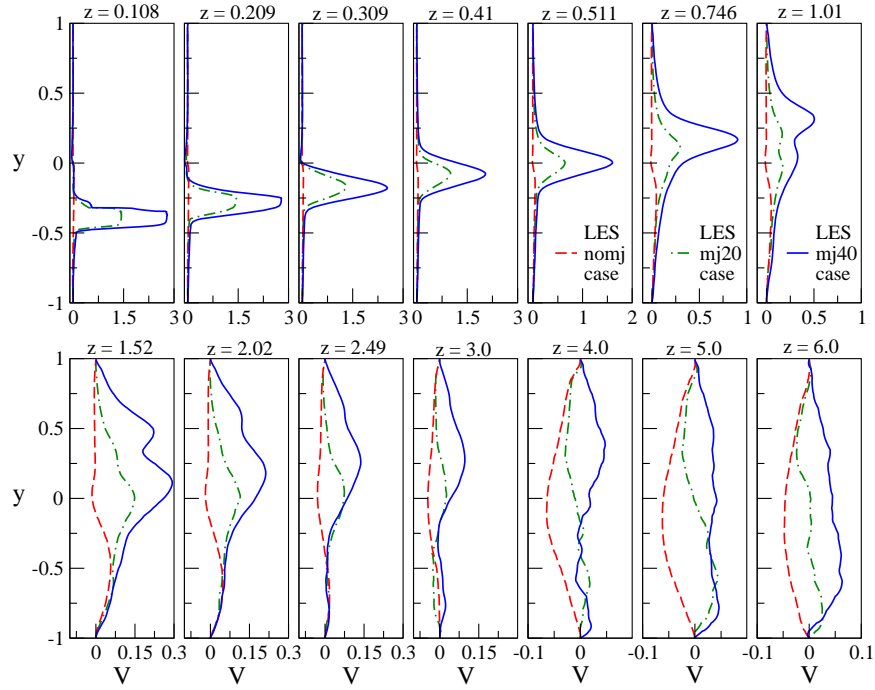 z = 0.108 z = 0.209 z = 0.309 z = 0.41 z = 0.511 z = 0.746 z = 1.01
1
0.5
y 0
-0.5
-1
LES nomj case
LES mj20 case
LES mj40 case
0 1.5 3 0 1.5 3 0 1.5 3 0 1.5 3 0 1 2 0 0.5 1 0 0.5 1
z = 1.52 z = 2.02 z = 2.49 z = 3.0 z = 4.0 z = 5.0 z = 6.0
1
0.5
y 0
-0.5
-1
0 0.15 0.3 0 0.15 0.3 0 0.15 0.3 0 0.15 -0.1 0 0.1 -0.1 0 0.1 -0.1 0 0.1
V V V V V V V